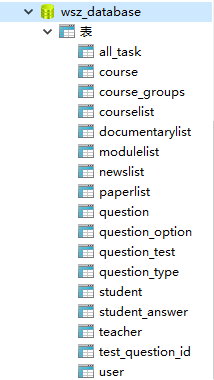 wsz_database
表
all_task
course
course_groups
courselist
documentarylist
modulelist
newslist
paperlist
question
question_option
question_test
question_type
student
student_answer
teacher
test_question_id
user